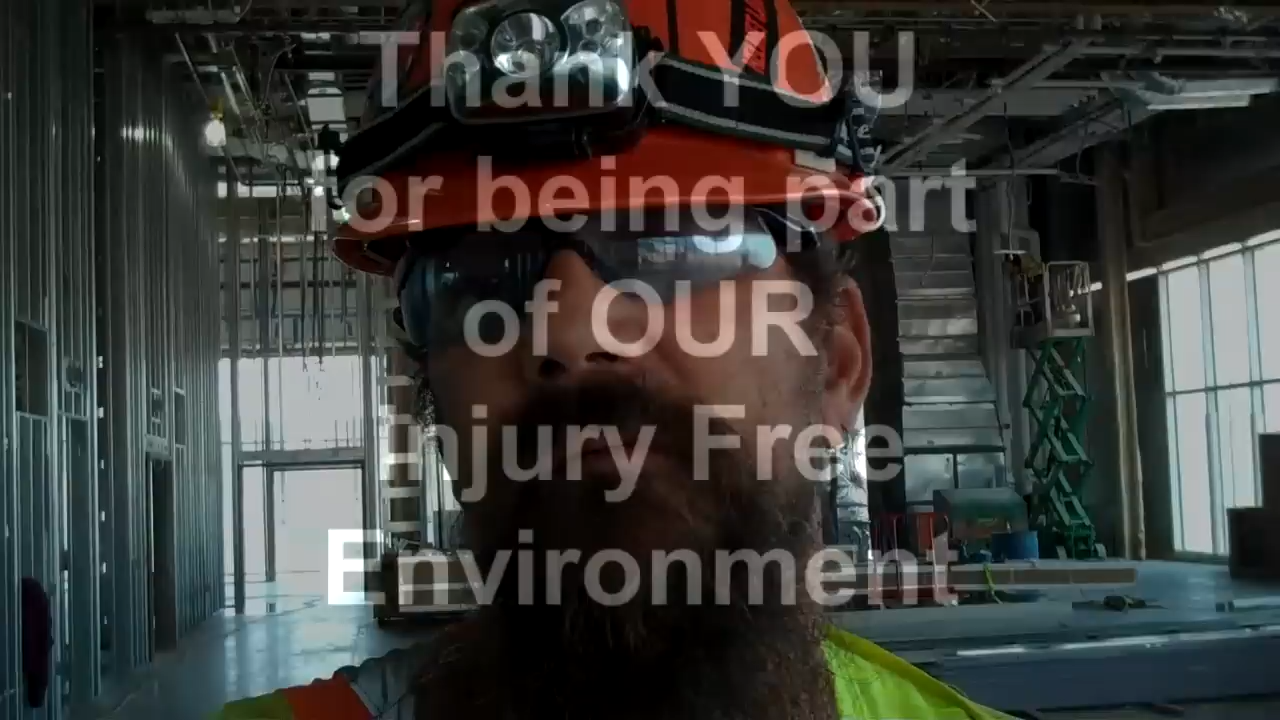 Thank YOU
for being part
of OUR
Injury Free
Environment